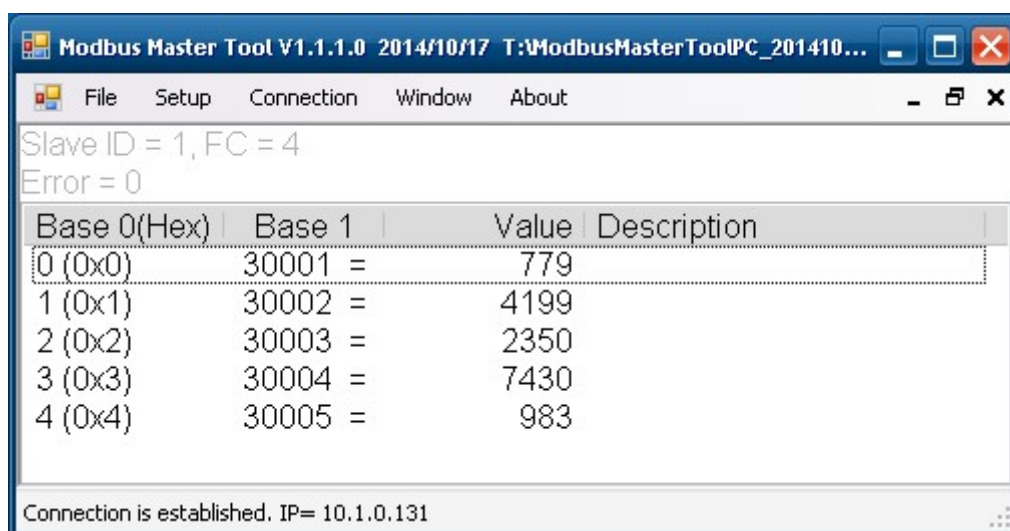 Modbus Master Tool V1.1.1.0 2014/10/17 T:\ModbusMasterToolPC_201410...
File Setup Connection Window About
Slave ID = 1, FC = 4
Error = 0
Base 0(Hex) Base 1 Value Description
0 (0x0) 30001 = 779
1 (0x1) 30002 = 4199
2 (0x2) 30003 = 2350
3 (0x3) 30004 = 7430
4 (0x4) 30005 = 983
Connection is established. IP= 10.1.0.131